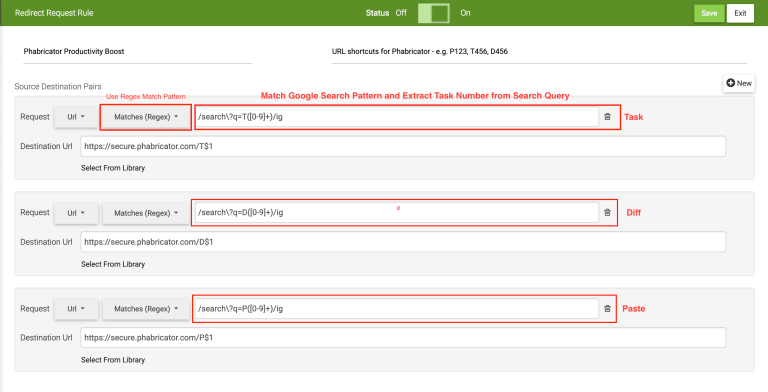 Redirect Request Rule Status Off On Save Exit
Phabricator Productivity Boost URL shortcuts for Phabricator - e.g. P123, T456, D456
Source Destination Pairs New
Use Regex Match Pattern Match Google Search Pattern and Extract Task Number from Search Query
Request Url Matches (Regex) /search\?q=T([0-9]+)/ig Task
Destination Url https://secure.phabricator.com/T$1
Select From Library
e
Request Url Matches (Regex) /search\?q=D([0-9]+)/ig Diff
Destination Url https://secure.phabricator.com/D$1
Select From Library
Request Url Matches (Regex) /search\?q=P([0-9]+)/ig Paste
Destination Url https://secure.phabricator.com/P$1
Select From Library